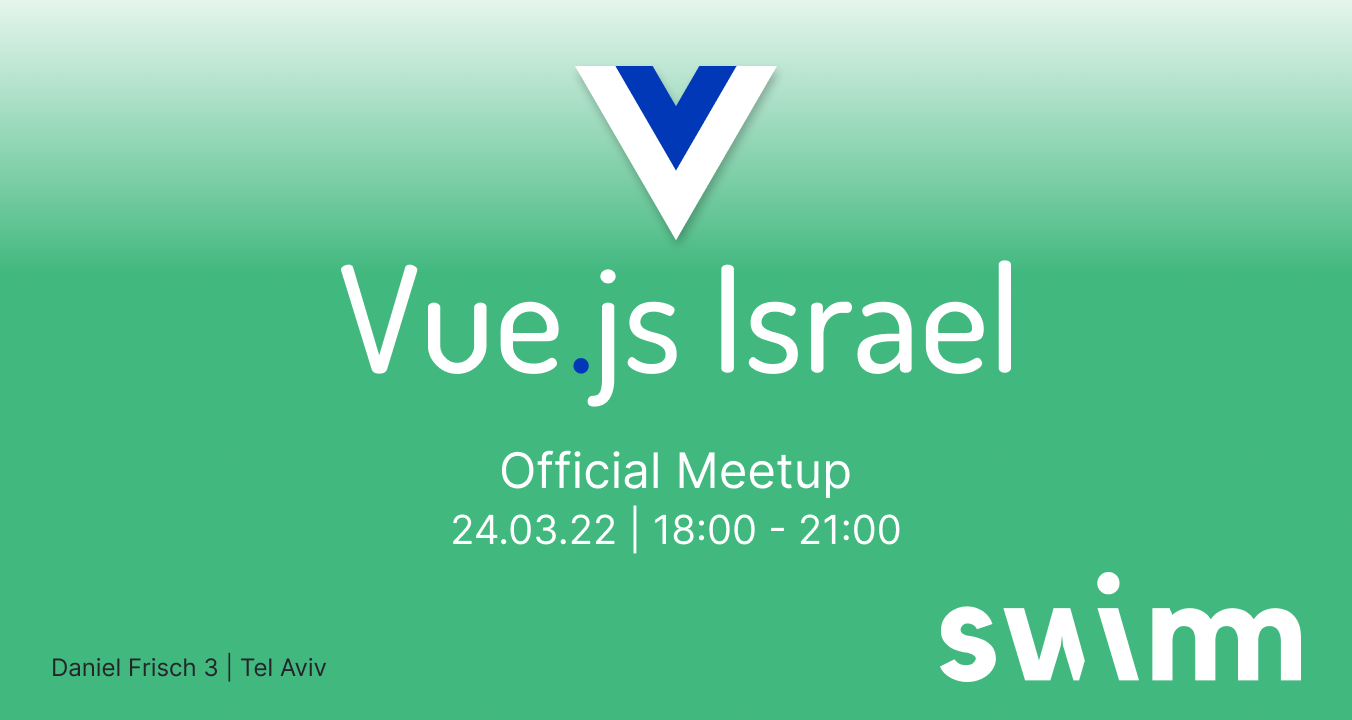 Vue.js Israel
Official Meetup
24.03.22 | 18:00 - 21:00
swimm
Daniel Frisch 3 | Tel Aviv